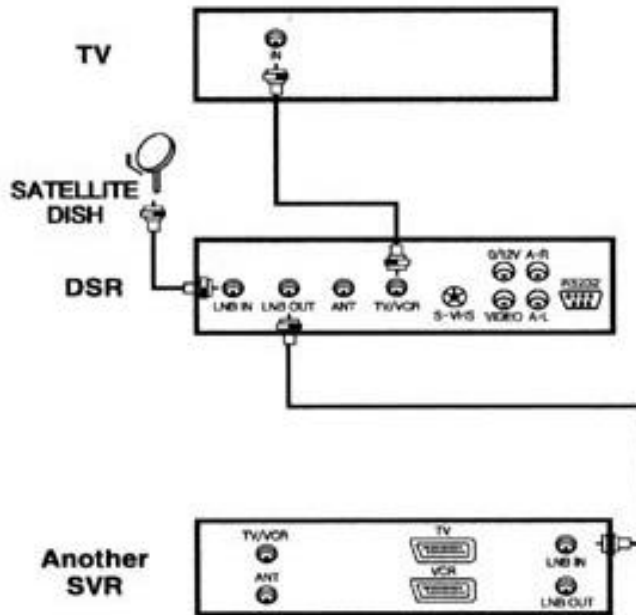 TV
IN
SATELLITE
DISH
DSR
LNB IN
LNB OUT
ANT
TV/VCR
S-VHS
0/12V
A-R
VIDEO
A-L
RS232
Another
SVR
TV/VCR
ANT
TV
VCR
LNB IN
LNB OUT